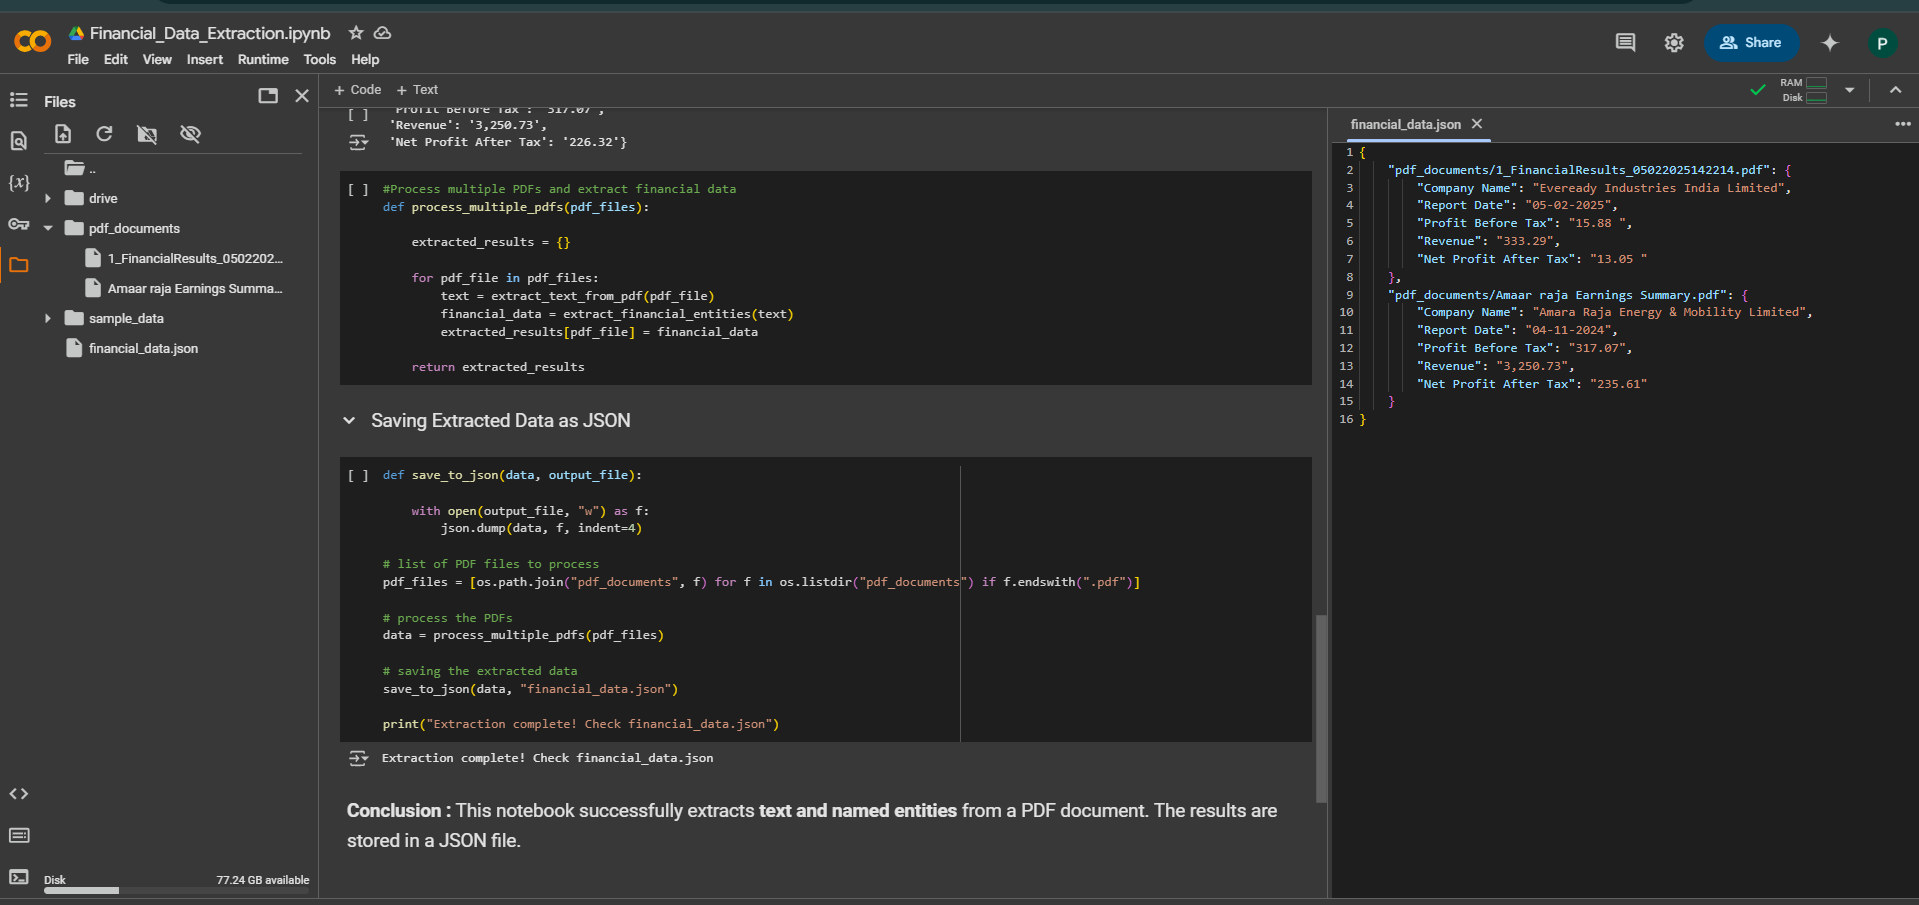 Financial_Data_Extraction.ipynb
File Edit View Insert Runtime Tools Help
Share
P
Files
..
drive
pdf_documents
1_FinancialResults_0502202...
Amaar raja Earnings Summa...
sample_data
financial_data.json
Disk
77.24 GB available
+ Code + Text
RAM
Disk
[ ]
'Profit Before Tax': '317.07',
'Revenue': '3,250.73',
'Net Profit After Tax': '226.32'}
[ ] #Process multiple PDFs and extract financial data
def process_multiple_pdfs(pdf_files):
extracted_results = {}
for pdf_file in pdf_files:
text = extract_text_from_pdf(pdf_file)
financial_data = extract_financial_entities(text)
extracted_results[pdf_file] = financial_data
return extracted_results
Saving Extracted Data as JSON
[ ] def save_to_json(data, output_file):
with open(output_file, "w") as f:
json.dump(data, f, indent=4)
# list of PDF files to process
pdf_files = [os.path.join("pdf_documents", f) for f in os.listdir("pdf_documents") if f.endswith(".pdf")]
# process the PDFs
data = process_multiple_pdfs(pdf_files)
# saving the extracted data
save_to_json(data, "financial_data.json")
print("Extraction complete! Check financial_data.json")
Extraction complete! Check financial_data.json
Conclusion : This notebook successfully extracts text and named entities from a PDF document. The results are
stored in a JSON file.
financial_data.json
1 {
2 "pdf_documents/1_FinancialResults_05022025142214.pdf": {
3 "Company Name": "Eveready Industries India Limited",
4 "Report Date": "05-02-2025",
5 "Profit Before Tax": "15.88 ",
6 "Revenue": "333.29",
7 "Net Profit After Tax": "13.05 "
8 },
9 "pdf_documents/Amaar raja Earnings Summary.pdf": {
10 "Company Name": "Amara Raja Energy & Mobility Limited",
11 "Report Date": "04-11-2024",
12 "Profit Before Tax": "317.07",
13 "Revenue": "3,250.73",
14 "Net Profit After Tax": "235.61"
15 }
16 }